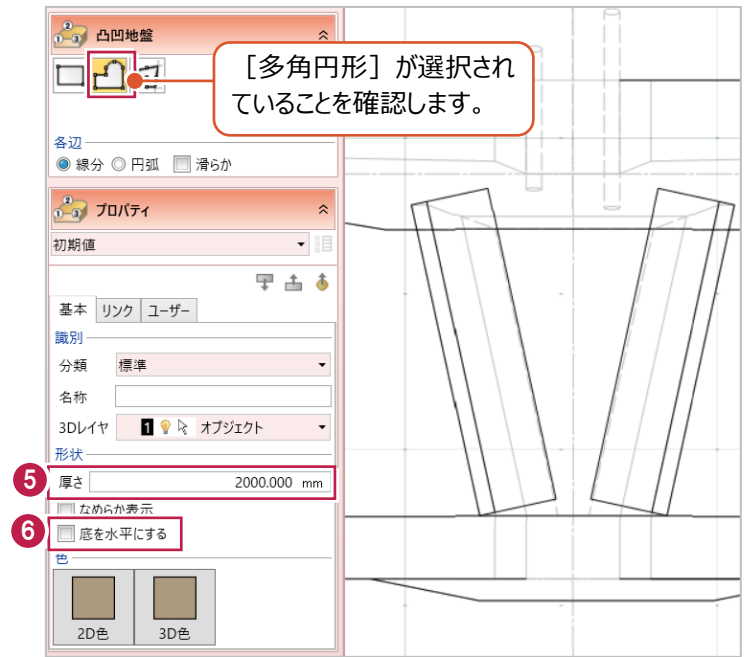 凸凹地盤
［多角円形］が選択され
ていることを確認します。
各辺
線分 円弧 滑らか
プロパティ
初期値
基本 リンク ユーザー
識別
分類 標準
名称
3Dレイヤ 1 オブジェクト
形状
5 厚さ 2000.000 mm
なめらか表示
6 底を水平にする
色
2D色 3D色